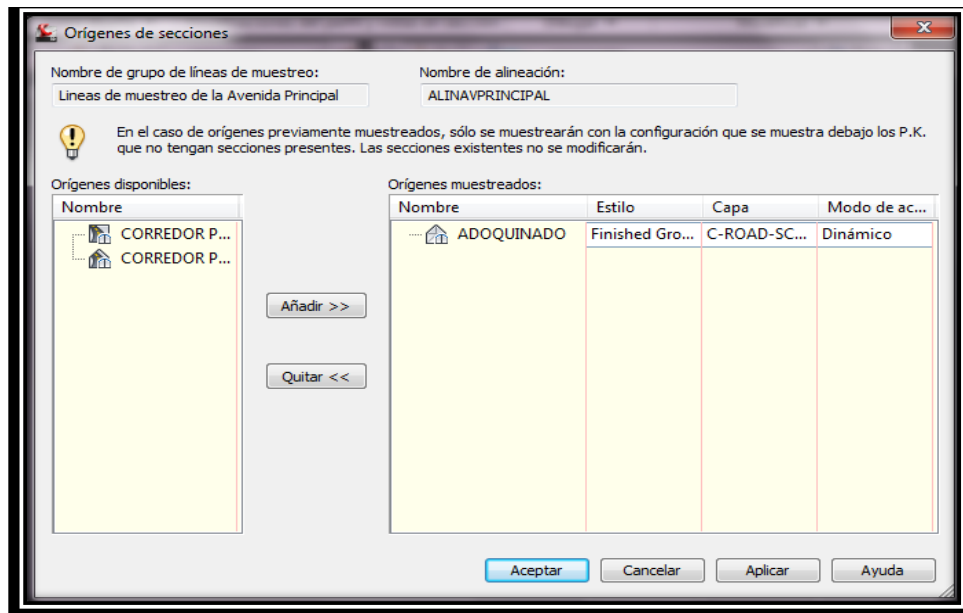 Orígenes de secciones
Nombre de grupo de líneas de muestreo:
Nombre de alineación:
Lineas de muestreo de la Avenida Principal
ALINAVPRINCIPAL
En el caso de orígenes previamente muestreados, sólo se muestrearán con la configuración que se muestra debajo los P.K.
que no tengan secciones presentes. Las secciones existentes no se modificarán.
Orígenes disponibles:
Nombre
CORREDOR P...
CORREDOR P...
Añadir >>
Quitar <<
Orígenes muestreados:
Nombre Estilo Capa Modo de ac...
ADOQUINADO Finished Gro... C-ROAD-SC... Dinámico
Aceptar Cancelar Aplicar Ayuda